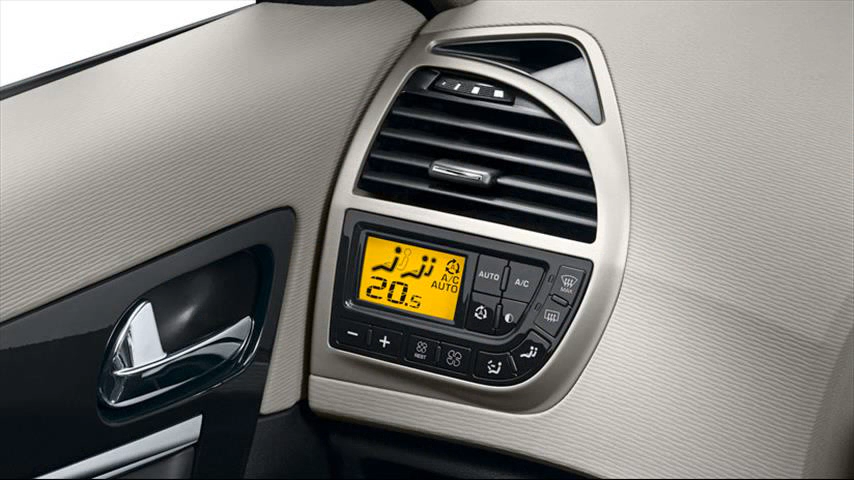 A/C
AUTO
20.5
AUTO
A/C
MAX
- +
REST